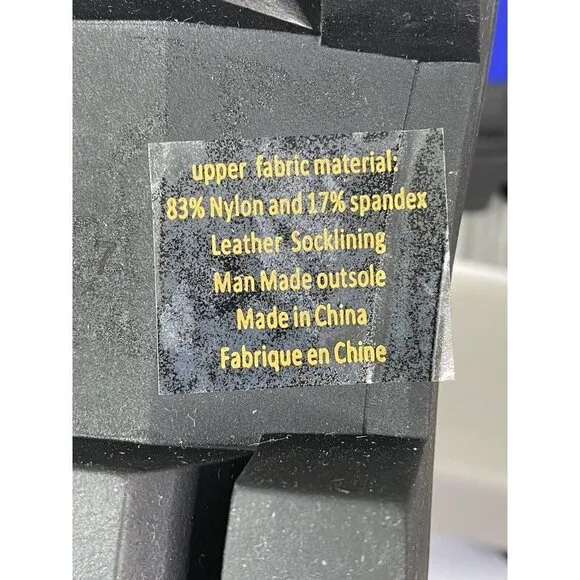 upper fabric material:
83% Nylon and 17% spandex
Leather Socklining
Man Made outsole
Made in China
Fabrique en Chine
7